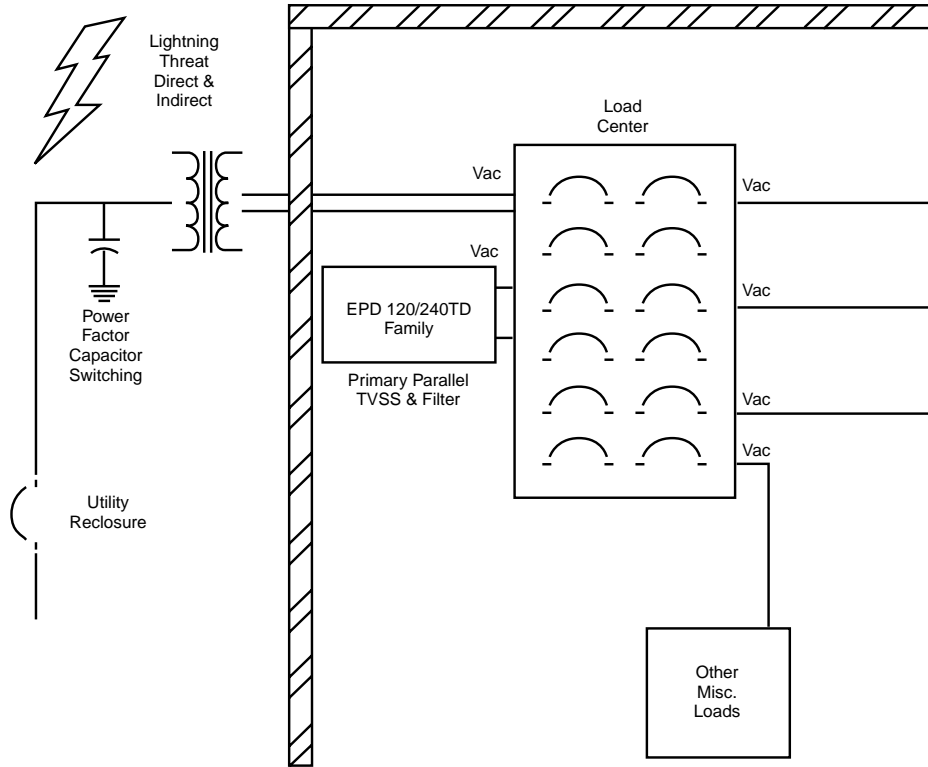 Lightning
Threat
Direct &
Indirect
Load
Center
Vac
Vac
Vac
EPD 120/240TD
Family
Primary Parallel
TVSS & Filter
Power
Factor
Capacitor
Switching
Vac
Vac
Vac
Utility
Reclosure
Other
Misc.
Loads